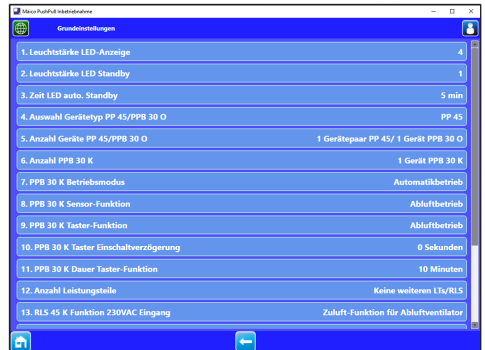 Maico PushPull Inbetriebnahme
Grundeinstellungen
1. Leuchtstärke LED-Anzeige 4
2. Leuchtstärke LED Standby 1
3. Zeit LED auto. Standby 5 min
4. Auswahl Gerätetyp PP 45/PPB 30 O PP 45
5. Anzahl Geräte PP 45/PPB 30 O 1 Gerätepaar PP 45/ 1 Gerät PPB 30 O
6. Anzahl PPB 30 K 1 Gerät PPB 30 K
7. PPB 30 K Betriebsmodus Automatikbetrieb
8. PPB 30 K Sensor-Funktion Abluftbetrieb
9. PPB 30 K Taster-Funktion Abluftbetrieb
10. PPB 30 K Taster Einschaltverzögerung 0 Sekunden
11. PPB 30 K Dauer Taster-Funktion 10 Minuten
12. Anzahl Leistungsteile Keine weiteren LTs/RLS
13. RLS 45 K Funktion 230VAC Eingang Zuluft-Funktion für Abluftventilator